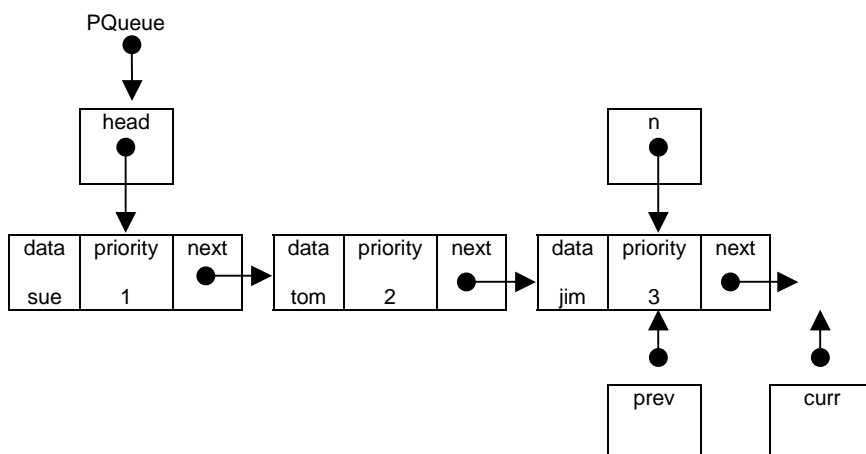 PQueue
head n
data priority next data priority next data priority next
sue 1 tom 2 jim 3
prev curr